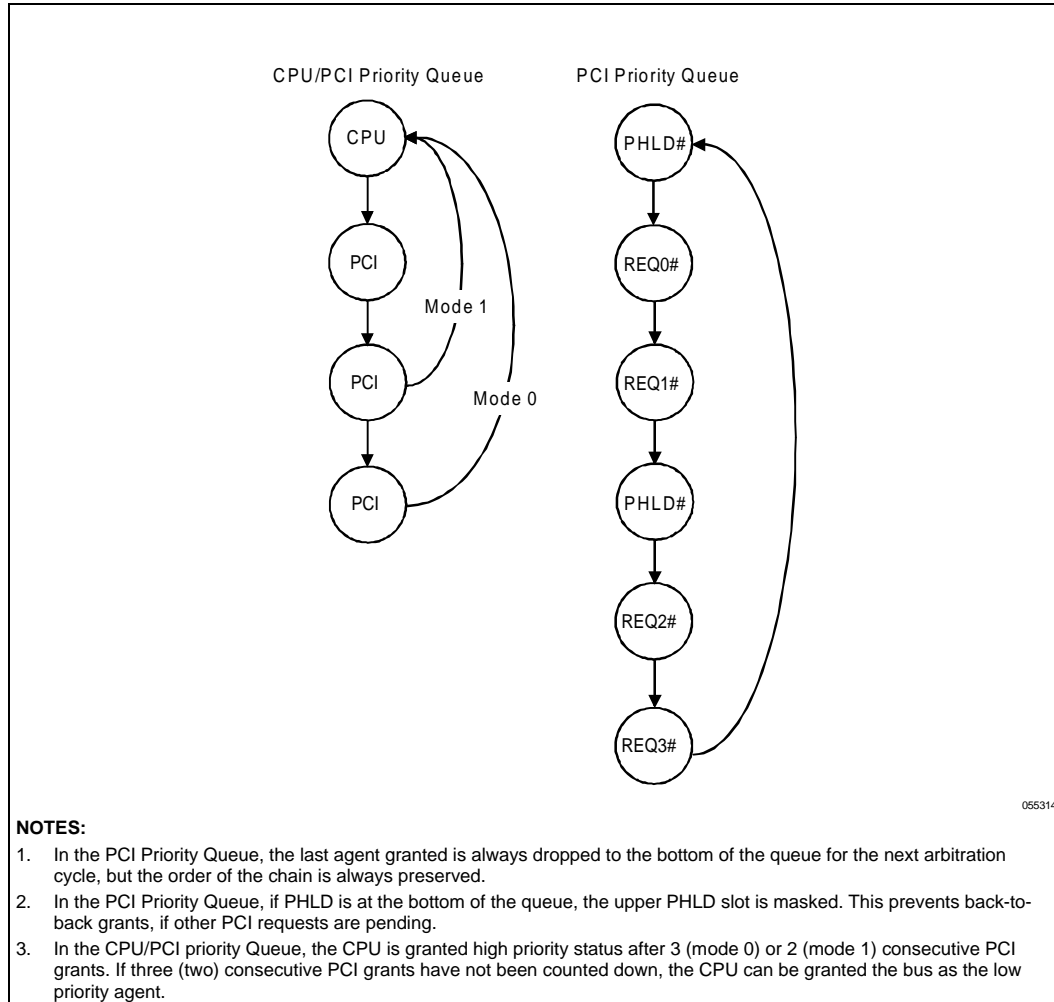 CPU/PCI Priority Queue
CPU
PCI
PCI
PCI
Mode 1
Mode 0
PCI Priority Queue
PHLD#
REQ0#
REQ1#
PHLD#
REQ2#
REQ3#
055314
NOTES:
1. In the PCI Priority Queue, the last agent granted is always dropped to the bottom of the queue for the next arbitration
cycle, but the order of the chain is always preserved.
2. In the PCI Priority Queue, if PHLD is at the bottom of the queue, the upper PHLD slot is masked. This prevents back-to-
back grants, if other PCI requests are pending.
3. In the CPU/PCI priority Queue, the CPU is granted high priority status after 3 (mode 0) or 2 (mode 1) consecutive PCI
grants. If three (two) consecutive PCI grants have not been counted down, the CPU can be granted the bus as the low
priority agent.